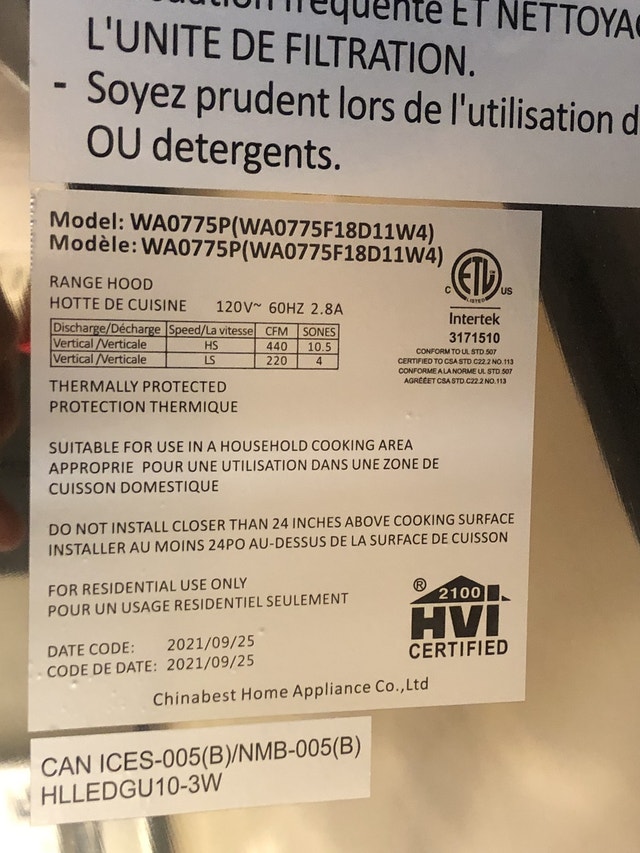 fréquente ET NETTOYA
L'UNITE DE FILTRATION.
- Soyez prudent lors de l'utilisation d
OU detergents.
Model: WA0775P(WA0775F18D11W4)
Modèle: WA0775P(WA0775F18D11W4)
RANGE HOOD
HOTTE DE CUISINE 120V~ 60HZ 2.8A
Discharge/Décharge Speed/La vitesse CFM SONES
Vertical /Verticale HS 440 10.5
Vertical /Verticale LS 220 4
C ETL US
LISTED
Intertek
3171510
CONFORM TO UL STD.507
CERTIFIED TO CSA STD C22.2 NO.113
CONFORME A LA NORME UL STD.507
AGRÉÉET CSA STD.C22.2 NO.113
THERMALLY PROTECTED
PROTECTION THERMIQUE
SUITABLE FOR USE IN A HOUSEHOLD COOKING AREA
APPROPRIE POUR UNE UTILISATION DANS UNE ZONE DE
CUISSON DOMESTIQUE
DO NOT INSTALL CLOSER THAN 24 INCHES ABOVE COOKING SURFACE
INSTALLER AU MOINS 24PO AU-DESSUS DE LA SURFACE DE CUISSON
FOR RESIDENTIAL USE ONLY
POUR UN USAGE RESIDENTIEL SEULEMENT
® 2100
HVI
CERTIFIED
DATE CODE: 2021/09/25
CODE DE DATE: 2021/09/25
Chinabest Home Appliance Co.,Ltd
CAN ICES-005(B)/NMB-005(B)
HLLEDGU10-3W